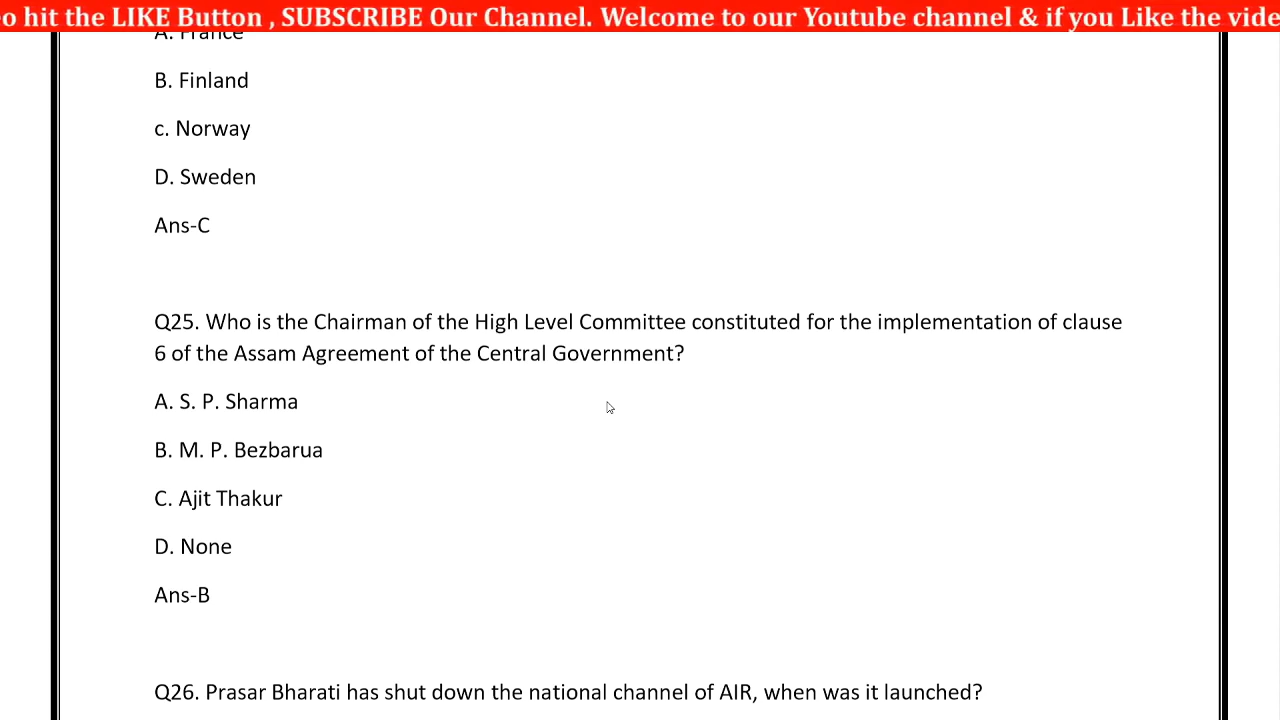 o hit the LIKE Button , SUBSCRIBE Our Channel. Welcome to our Youtube channel & if you Like the vide
A. France
B. Finland
c. Norway
D. Sweden
Ans-C
Q25. Who is the Chairman of the High Level Committee constituted for the implementation of clause
6 of the Assam Agreement of the Central Government?
A. S. P. Sharma
B. M. P. Bezbarua
C. Ajit Thakur
D. None
Ans-B
Q26. Prasar Bharati has shut down the national channel of AIR, when was it launched?